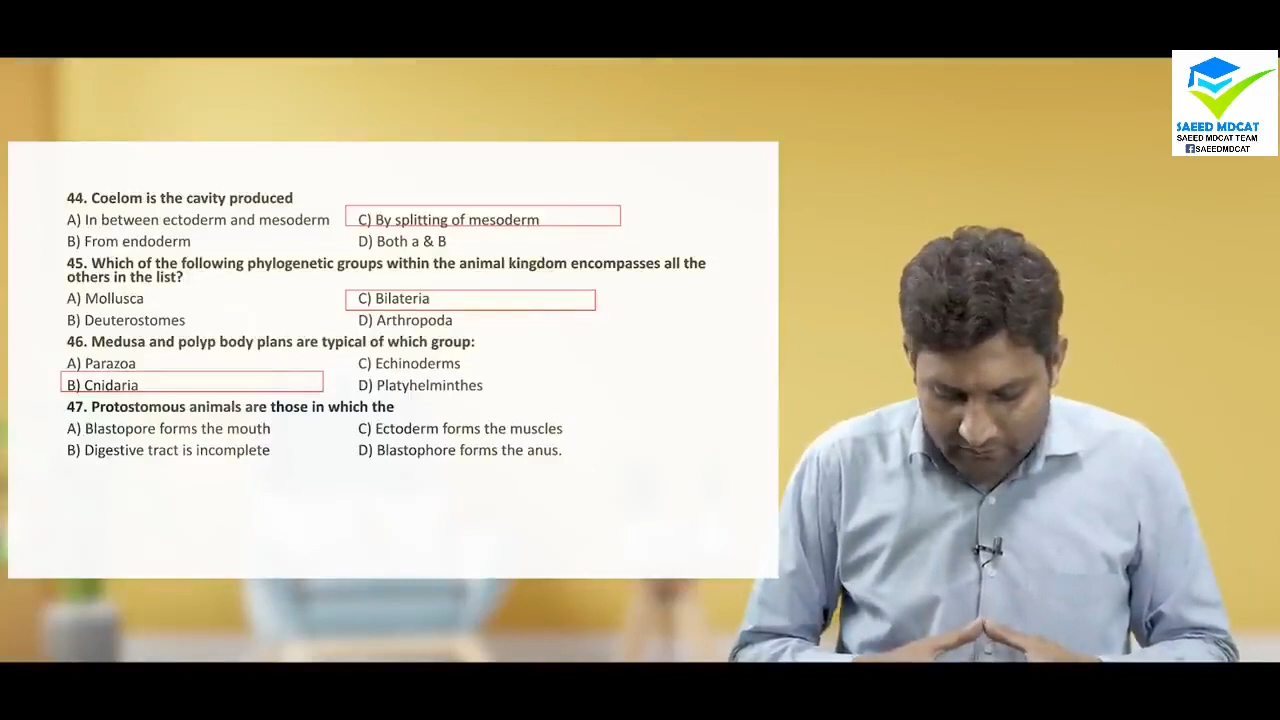 SAEED MDCAT
SAEED MDCAT TEAM
SAEEDMDCAT
44. Coelom is the cavity produced
A) In between ectoderm and mesoderm C) By splitting of mesoderm
B) From endoderm D) Both a & B
45. Which of the following phylogenetic groups within the animal kingdom encompasses all the
others in the list?
A) Mollusca C) Bilateria
B) Deuterostomes D) Arthropoda
46. Medusa and polyp body plans are typical of which group:
A) Parazoa C) Echinoderms
B) Cnidaria D) Platyhelminthes
47. Protostomous animals are those in which the
A) Blastopore forms the mouth C) Ectoderm forms the muscles
B) Digestive tract is incomplete D) Blastophore forms the anus.